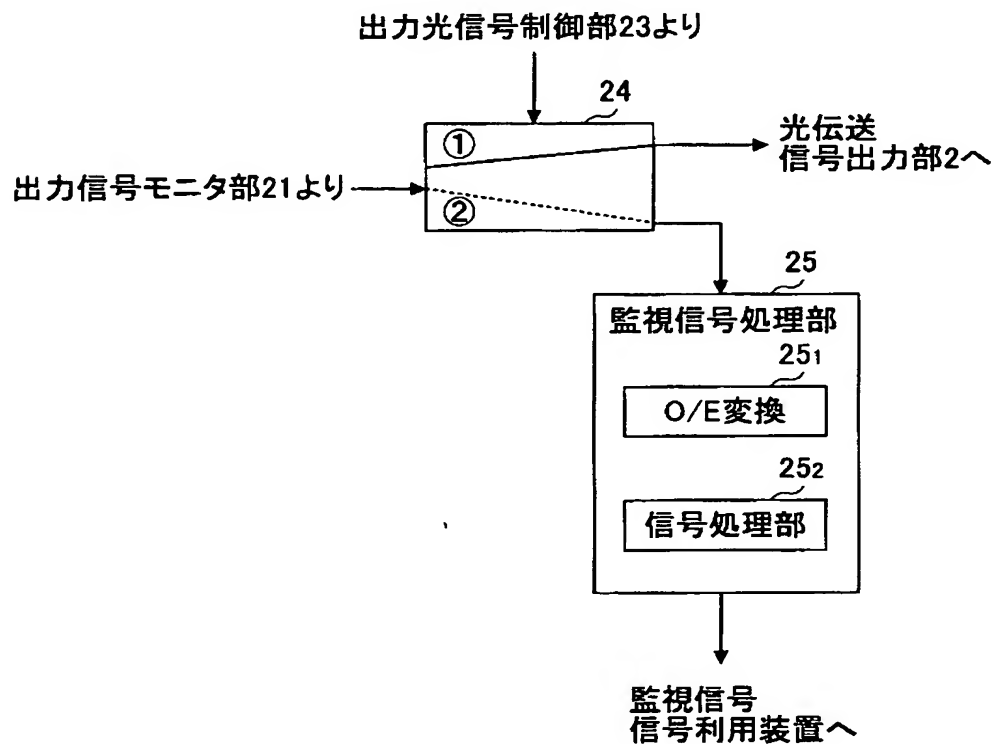 出力光信号制御部23より
24
①
光伝送
信号出力部2へ
出力信号モニタ部21より
②
25
監視信号処理部
25₁
O/E変換
25₂
信号処理部
監視信号
信号利用装置へ